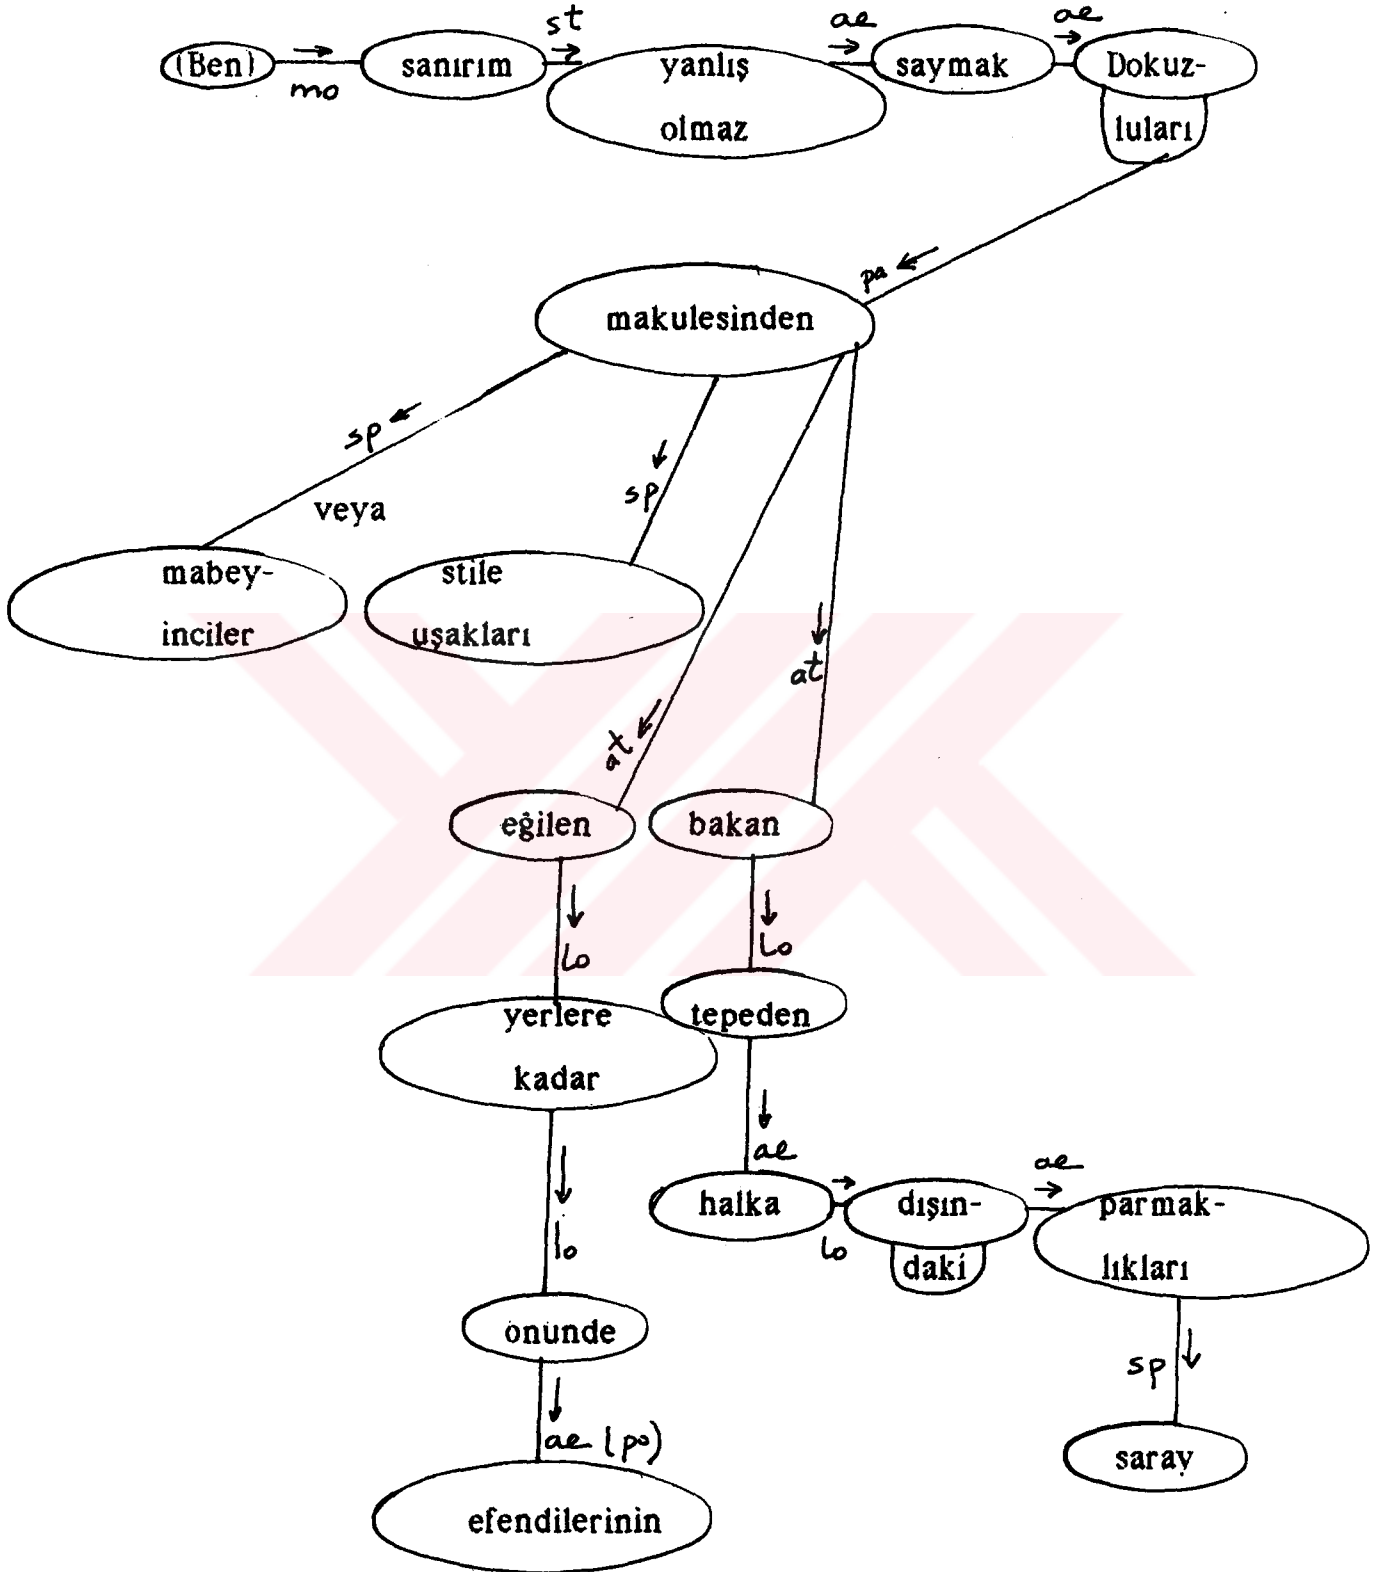 st ae ae
(Ben) sanırım yanlış saymak Dokuz-
mo
olmaz luları
pa
makulesinden
sp
sp
veya
mabey- stile
inciler uşakları
at
at
eğilen bakan
lo lo
yerlere tepeden
kadar
ae
ae
halka dışın- parmak-
lo lo
daki lıkları
önünde
sp
ae (po)
saray
efendilerinin